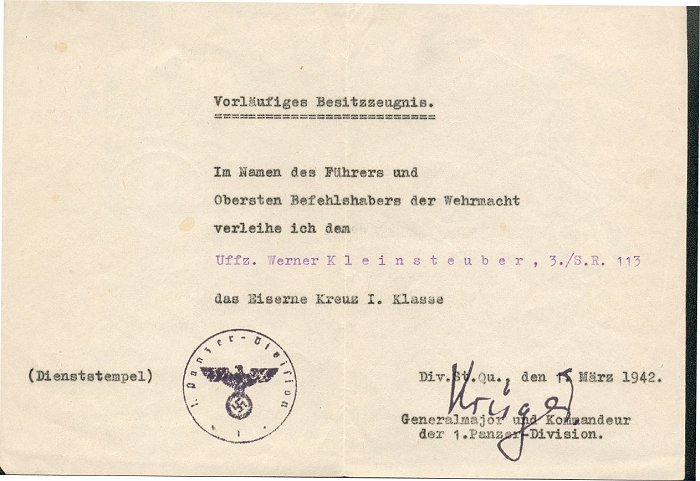 Vorläufiges Besitzzeugnis.
==========================
Im Namen des Führers und
Obersten Befehlshabers der Wehrmacht
verleihe ich dem
Uffz. Werner K l e i n s t e u b e r , 3./S.R. 113
das Eiserne Kreuz I. Klasse
(Dienststempel)
1. Panzer-Division
Div.St.Qu., den März 1942.
Krüger
Generalmajor und Kommandeur
der 1.Panzer-Division.